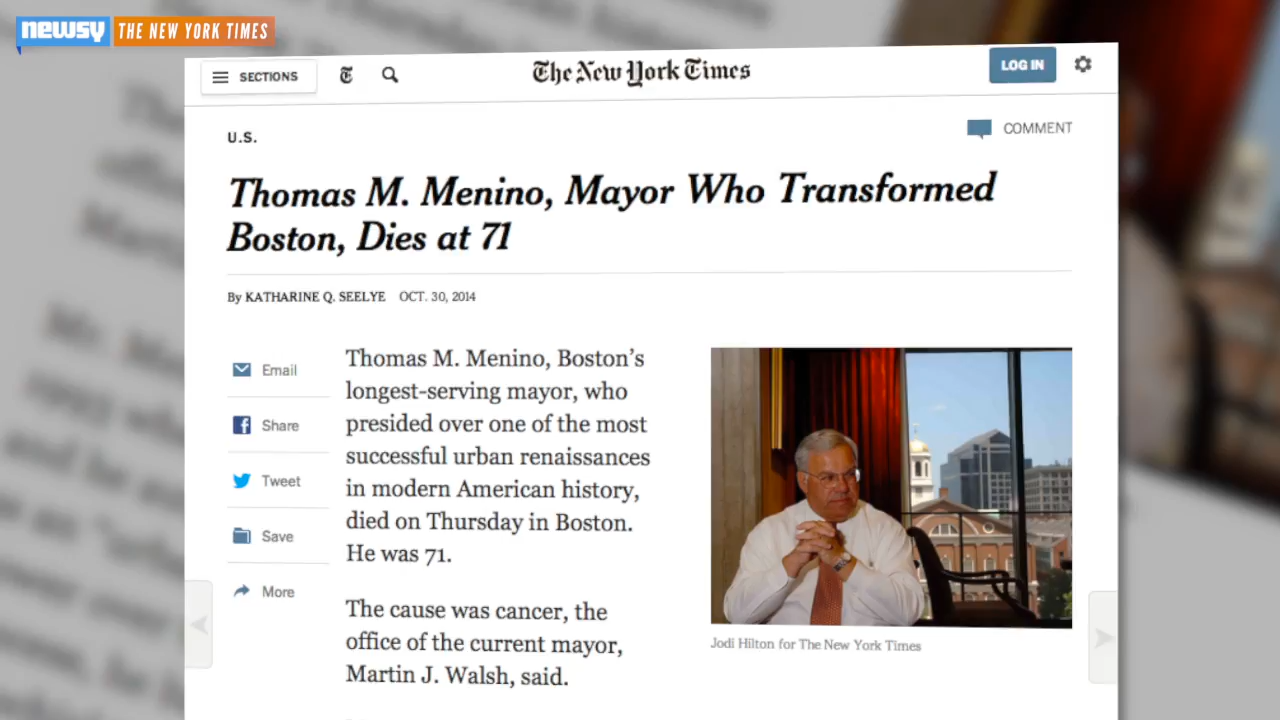 newsy THE NEW YORK TIMES
SECTIONS
The New York Times
LOG IN
U.S.
COMMENT
Thomas M. Menino, Mayor Who Transformed
Boston, Dies at 71
By KATHARINE Q. SEELYE OCT. 30, 2014
Email
Share
Tweet
Save
More
Thomas M. Menino, Boston's
longest-serving mayor, who
presided over one of the most
successful urban renaissances
in modern American history,
died on Thursday in Boston.
He was 71.
The cause was cancer, the
office of the current mayor,
Martin J. Walsh, said.
Jodi Hilton for The New York Times